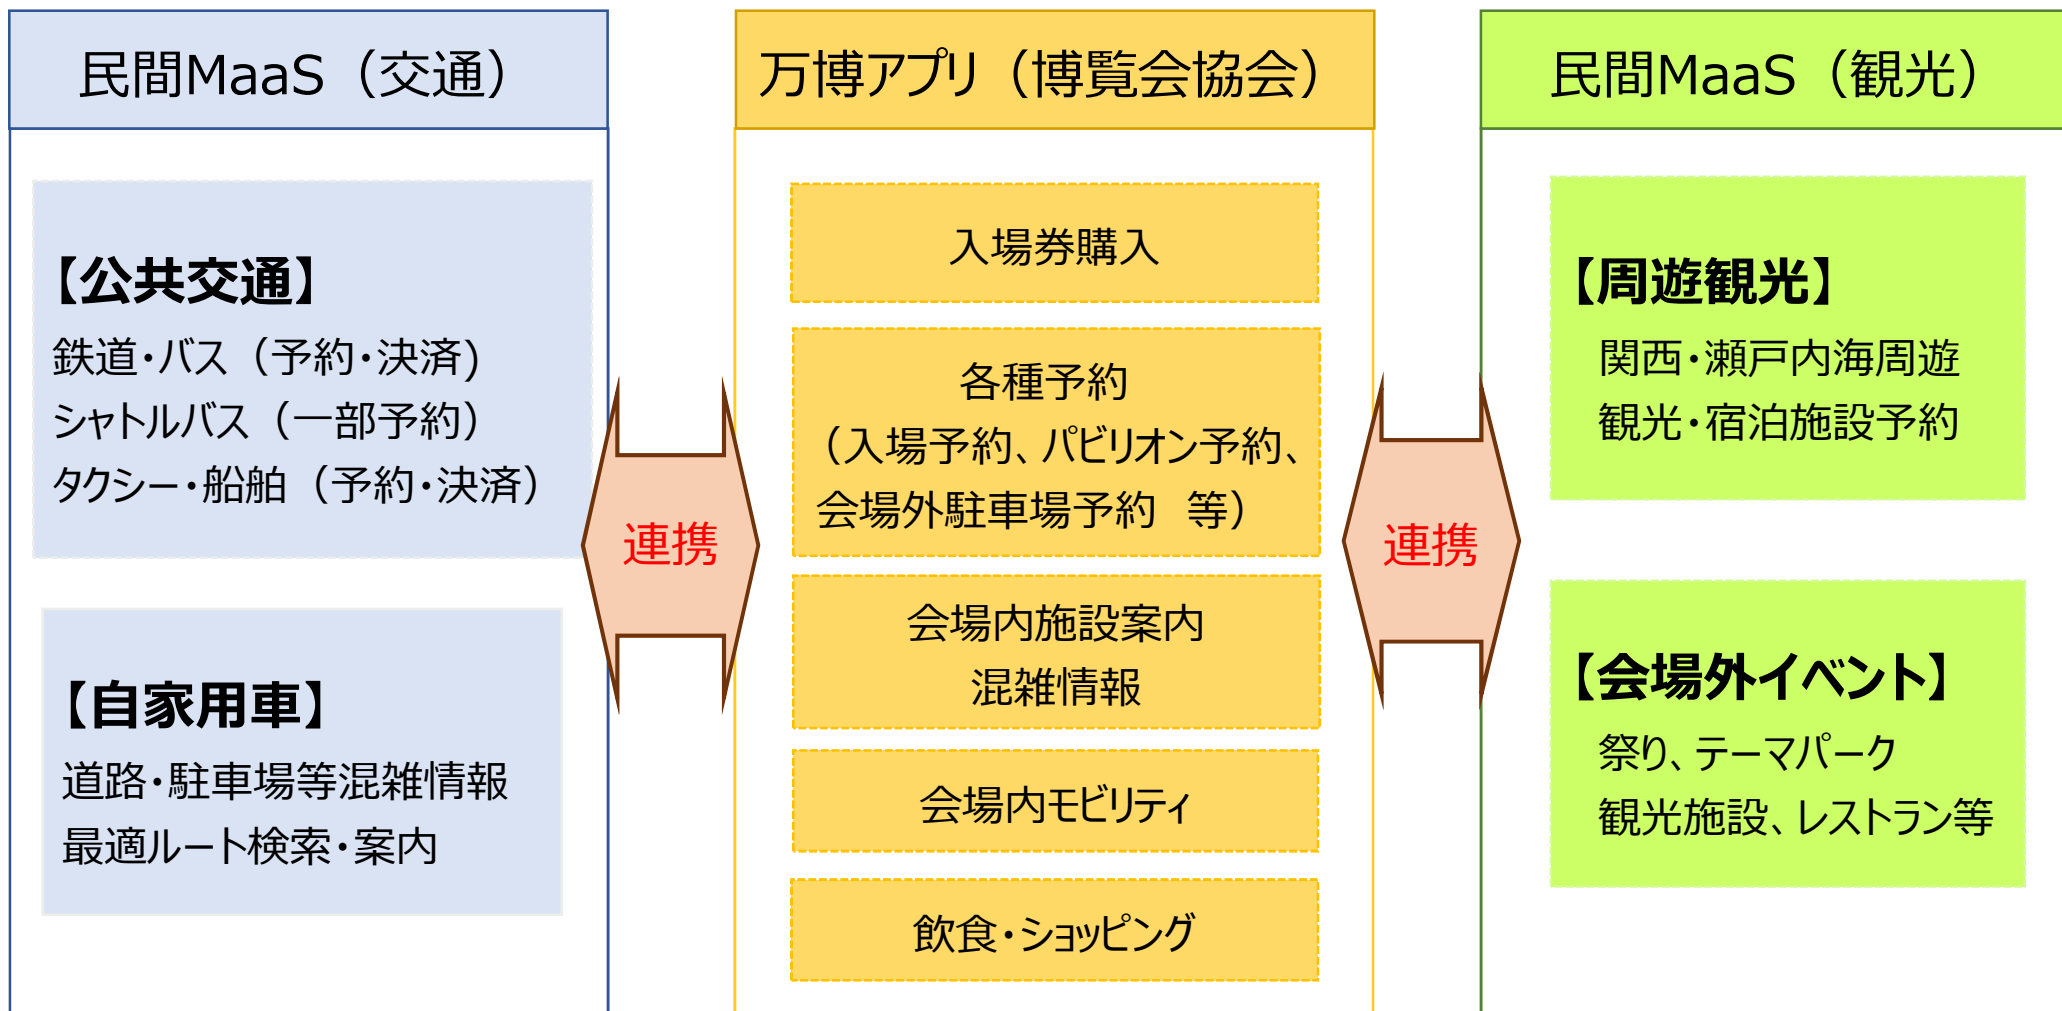 民間MaaS（交通）
【公共交通】
鉄道・バス（予約・決済)
シャトルバス（一部予約）
タクシー・船舶（予約・決済）
【自家用車】
道路・駐車場等混雑情報
最適ルート検索・案内
連携
万博アプリ（博覧会協会）
入場券購入
各種予約
（入場予約、パビリオン予約、
会場外駐車場予約　等）
会場内施設案内
混雑情報
会場内モビリティ
飲食・ショッピング
連携
民間MaaS（観光）
【周遊観光】
関西・瀬戸内海周遊
観光・宿泊施設予約
【会場外イベント】
祭り、テーマパーク
観光施設、レストラン等